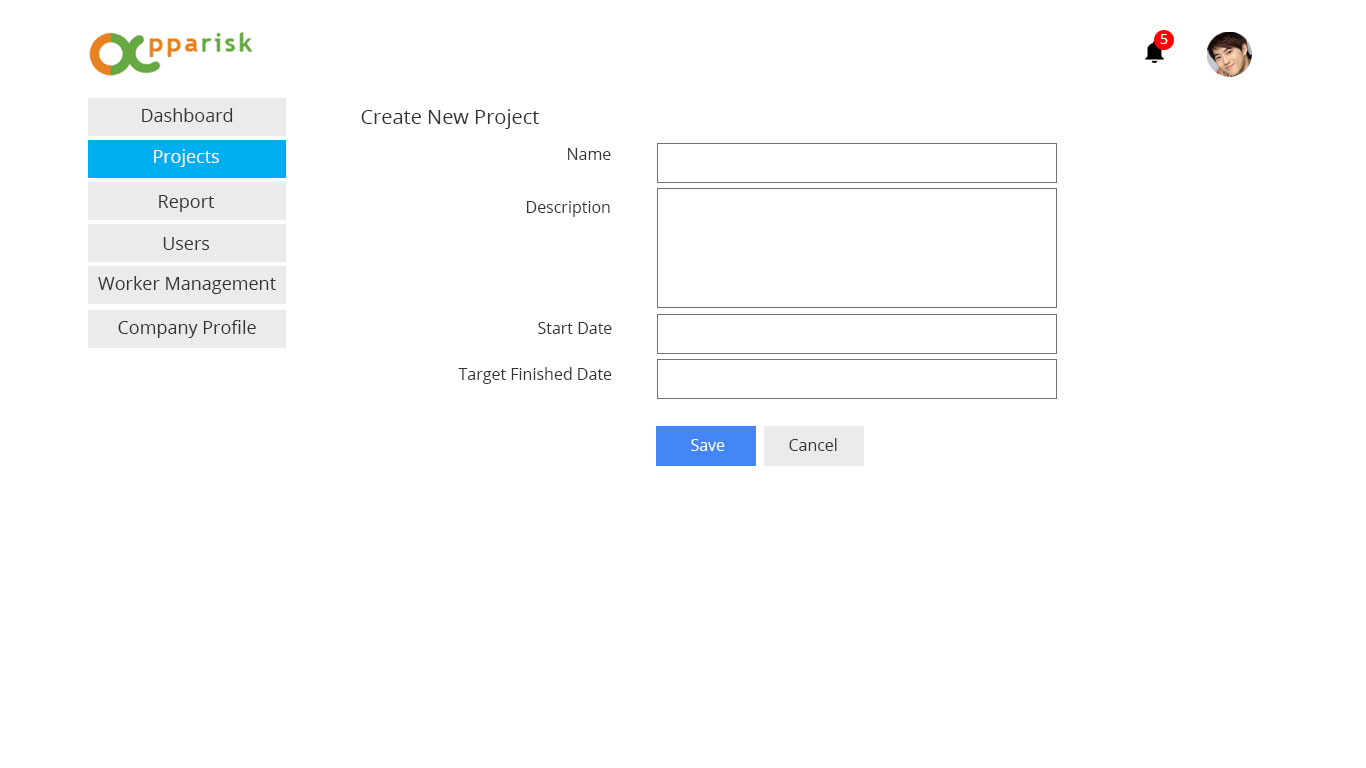 pparisk
5
Dashboard
Projects
Report
Users
Worker Management
Company Profile
Create New Project
Name
Description
Start Date
Target Finished Date
Save
Cancel